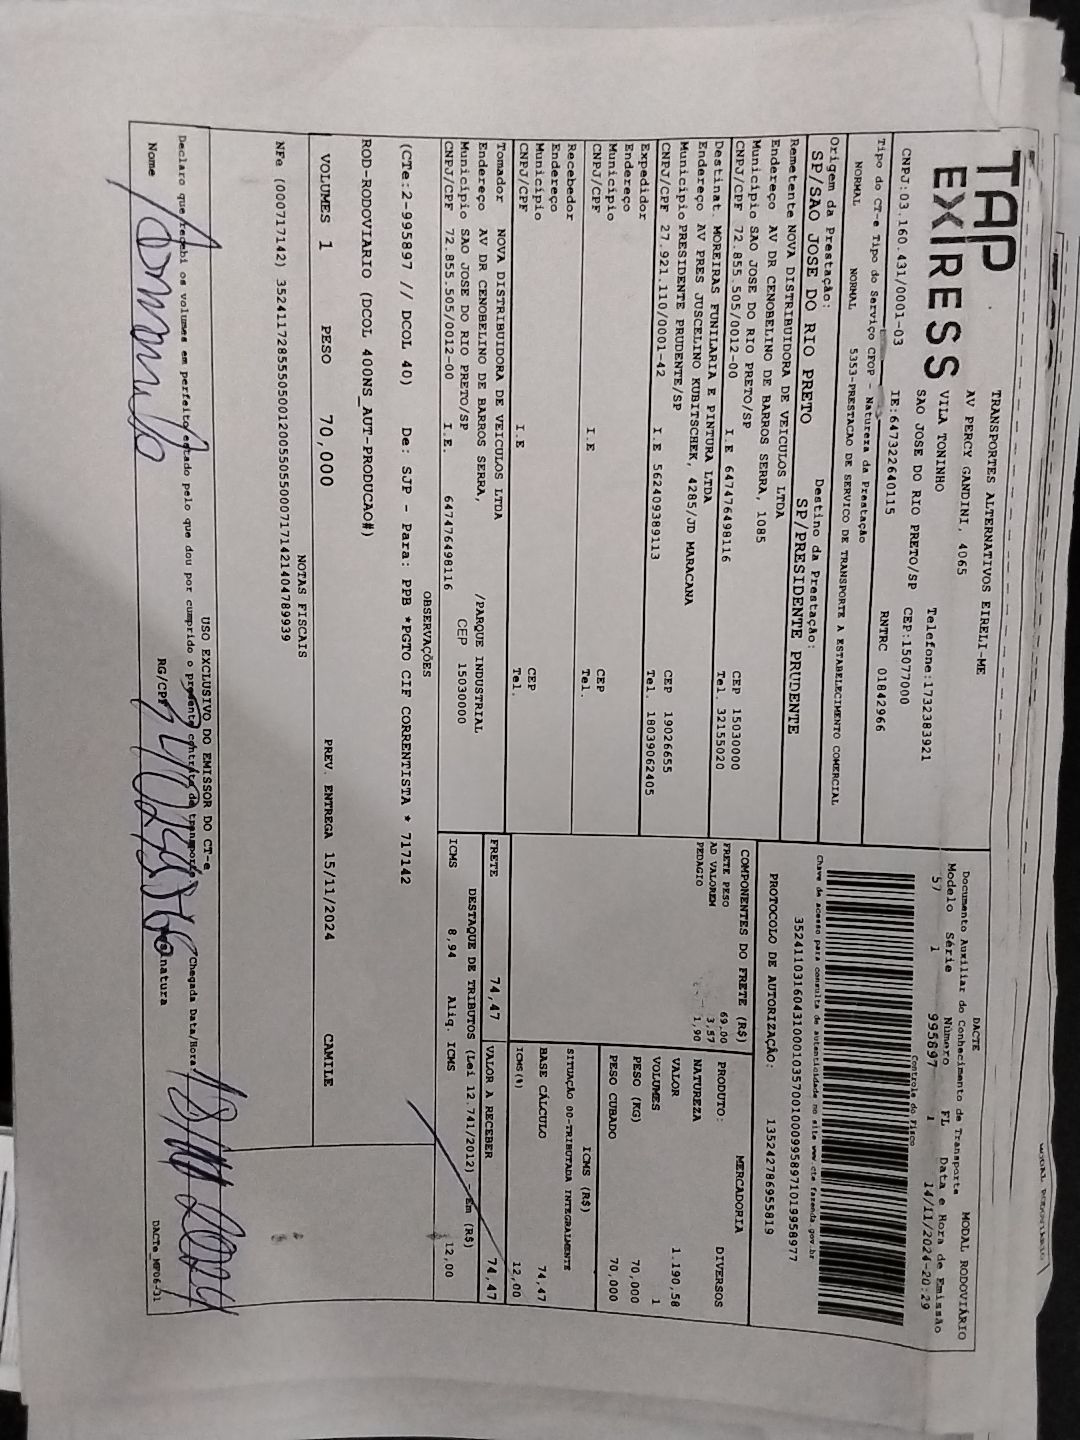 TAP
EX|RESS
TRANSPORTES ALTERNATIVOS EIRELI-ME
AV PERCY GANDINI, 4065
VILA TONINHO
SAO JOSE DO RIO PRETO/SP
Telefone:1732383921
CEP:15077000
CNPJ:03.160.431/0001-03
IE:647322640115
RNTRC 01842966
Tipo do CT-e Tipo do Serviço CFOP - Natureza da Prestação
NORMAL NORMAL 5353-PRESTACAO DE SERVICO DE TRANSPORTE A ESTABELECIMENTO COMERCIAL
Origem da Prestação: Destino da Prestação:
SP/SAO JOSE DO RIO PRETO SP/PRESIDENTE PRUDENTE
Remetente NOVA DISTRIBUIDORA DE VEICULOS LTDA
Endereço AV DR CENOBELINO DE BARROS SERRA, 1085
Município SAO JOSE DO RIO PRETO/SP CEP 15030000
CNPJ/CPF 72.855.505/0012-00 I.E 647476498116 Tel. 32155020
Destinat. MOREIRAS FUNILARIA E PINTURA LTDA
Endereço AV PRES JUSCELINO KUBITSCHEK, 4285/JD MARACANA
Município PRESIDENTE PRUDENTE/SP CEP 19026655
CNPJ/CPF 27.921.110/0001-42 I.E 562409389113 Tel. 18039062405
Expedidor
Endereço
Município CEP
CNPJ/CPF I.E Tel.
Recebedor
Endereço
Município CEP
CNPJ/CPF I.E Tel.
Tomador NOVA DISTRIBUIDORA DE VEICULOS LTDA
Endereço AV DR CENOBELINO DE BARROS SERRA, /PARQUE INDUSTRIAL
Município SAO JOSE DO RIO PRETO/SP CEP 15030000
CNPJ/CPF 72.855.505/0012-00 I.E. 647476498116
DACTE MODAL RODOVIÁRIO
Documento Auxiliar do Conhecimento de Transporte
Modelo Série Número FL Data e Hora de Emissão
57 1 995897 1 14/11/2024-20:29
Controle do Fisco
Chave de acesso para consulta de autenticidade no site www.cte.fazenda.gov.br
35241103160431000103570010009958971019958977
PROTOCOLO DE AUTORIZAÇÃO: 135242786955819
COMPONENTES DO FRETE (R$)
FRETE PESO 69,00
AD VALOREM 3,57
PEDAGIO 1,90
PRODUTO: MERCADORIA
NATUREZA DIVERSOS
VALOR 1.190,58
VOLUMES 1
PESO (KG) 70,000
PESO CUBADO 70,000
ICMS (R$)
SITUAÇÃO 00-TRIBUTADA INTEGRALMENTE
BASE CÁLCULO 74,47
ICMS(%) 12,00
FRETE 74,47 VALOR A RECEBER 74,47
DESTAQUE DE TRIBUTOS (Lei 12.741/2012) - Em (R$)
ICMS 8,94 Aliq. ICMS 12,00
OBSERVAÇÕES
(CTe:2-995897 // DCOL 40) De: SJP - Para: PPB *PGTO CIF CORRENTISTA * 717142
ROD-RODOVIARIO (DCOL 400NS_AUT-PRODUCAO#)
VOLUMES 1 PESO 70,000 PREV. ENTREGA 15/11/2024 CAMILE
NOTAS FISCAIS
NFe (000717142) 35241172855505001200550550007171421404789939
USO EXCLUSIVO DO EMISSOR DO CT-e
Declaro que recebi os volumes em perfeito estado pelo que dou por cumprido o presente contrato de transporte Chegada Data/Hora:
Nome RG/CPF Assinatura